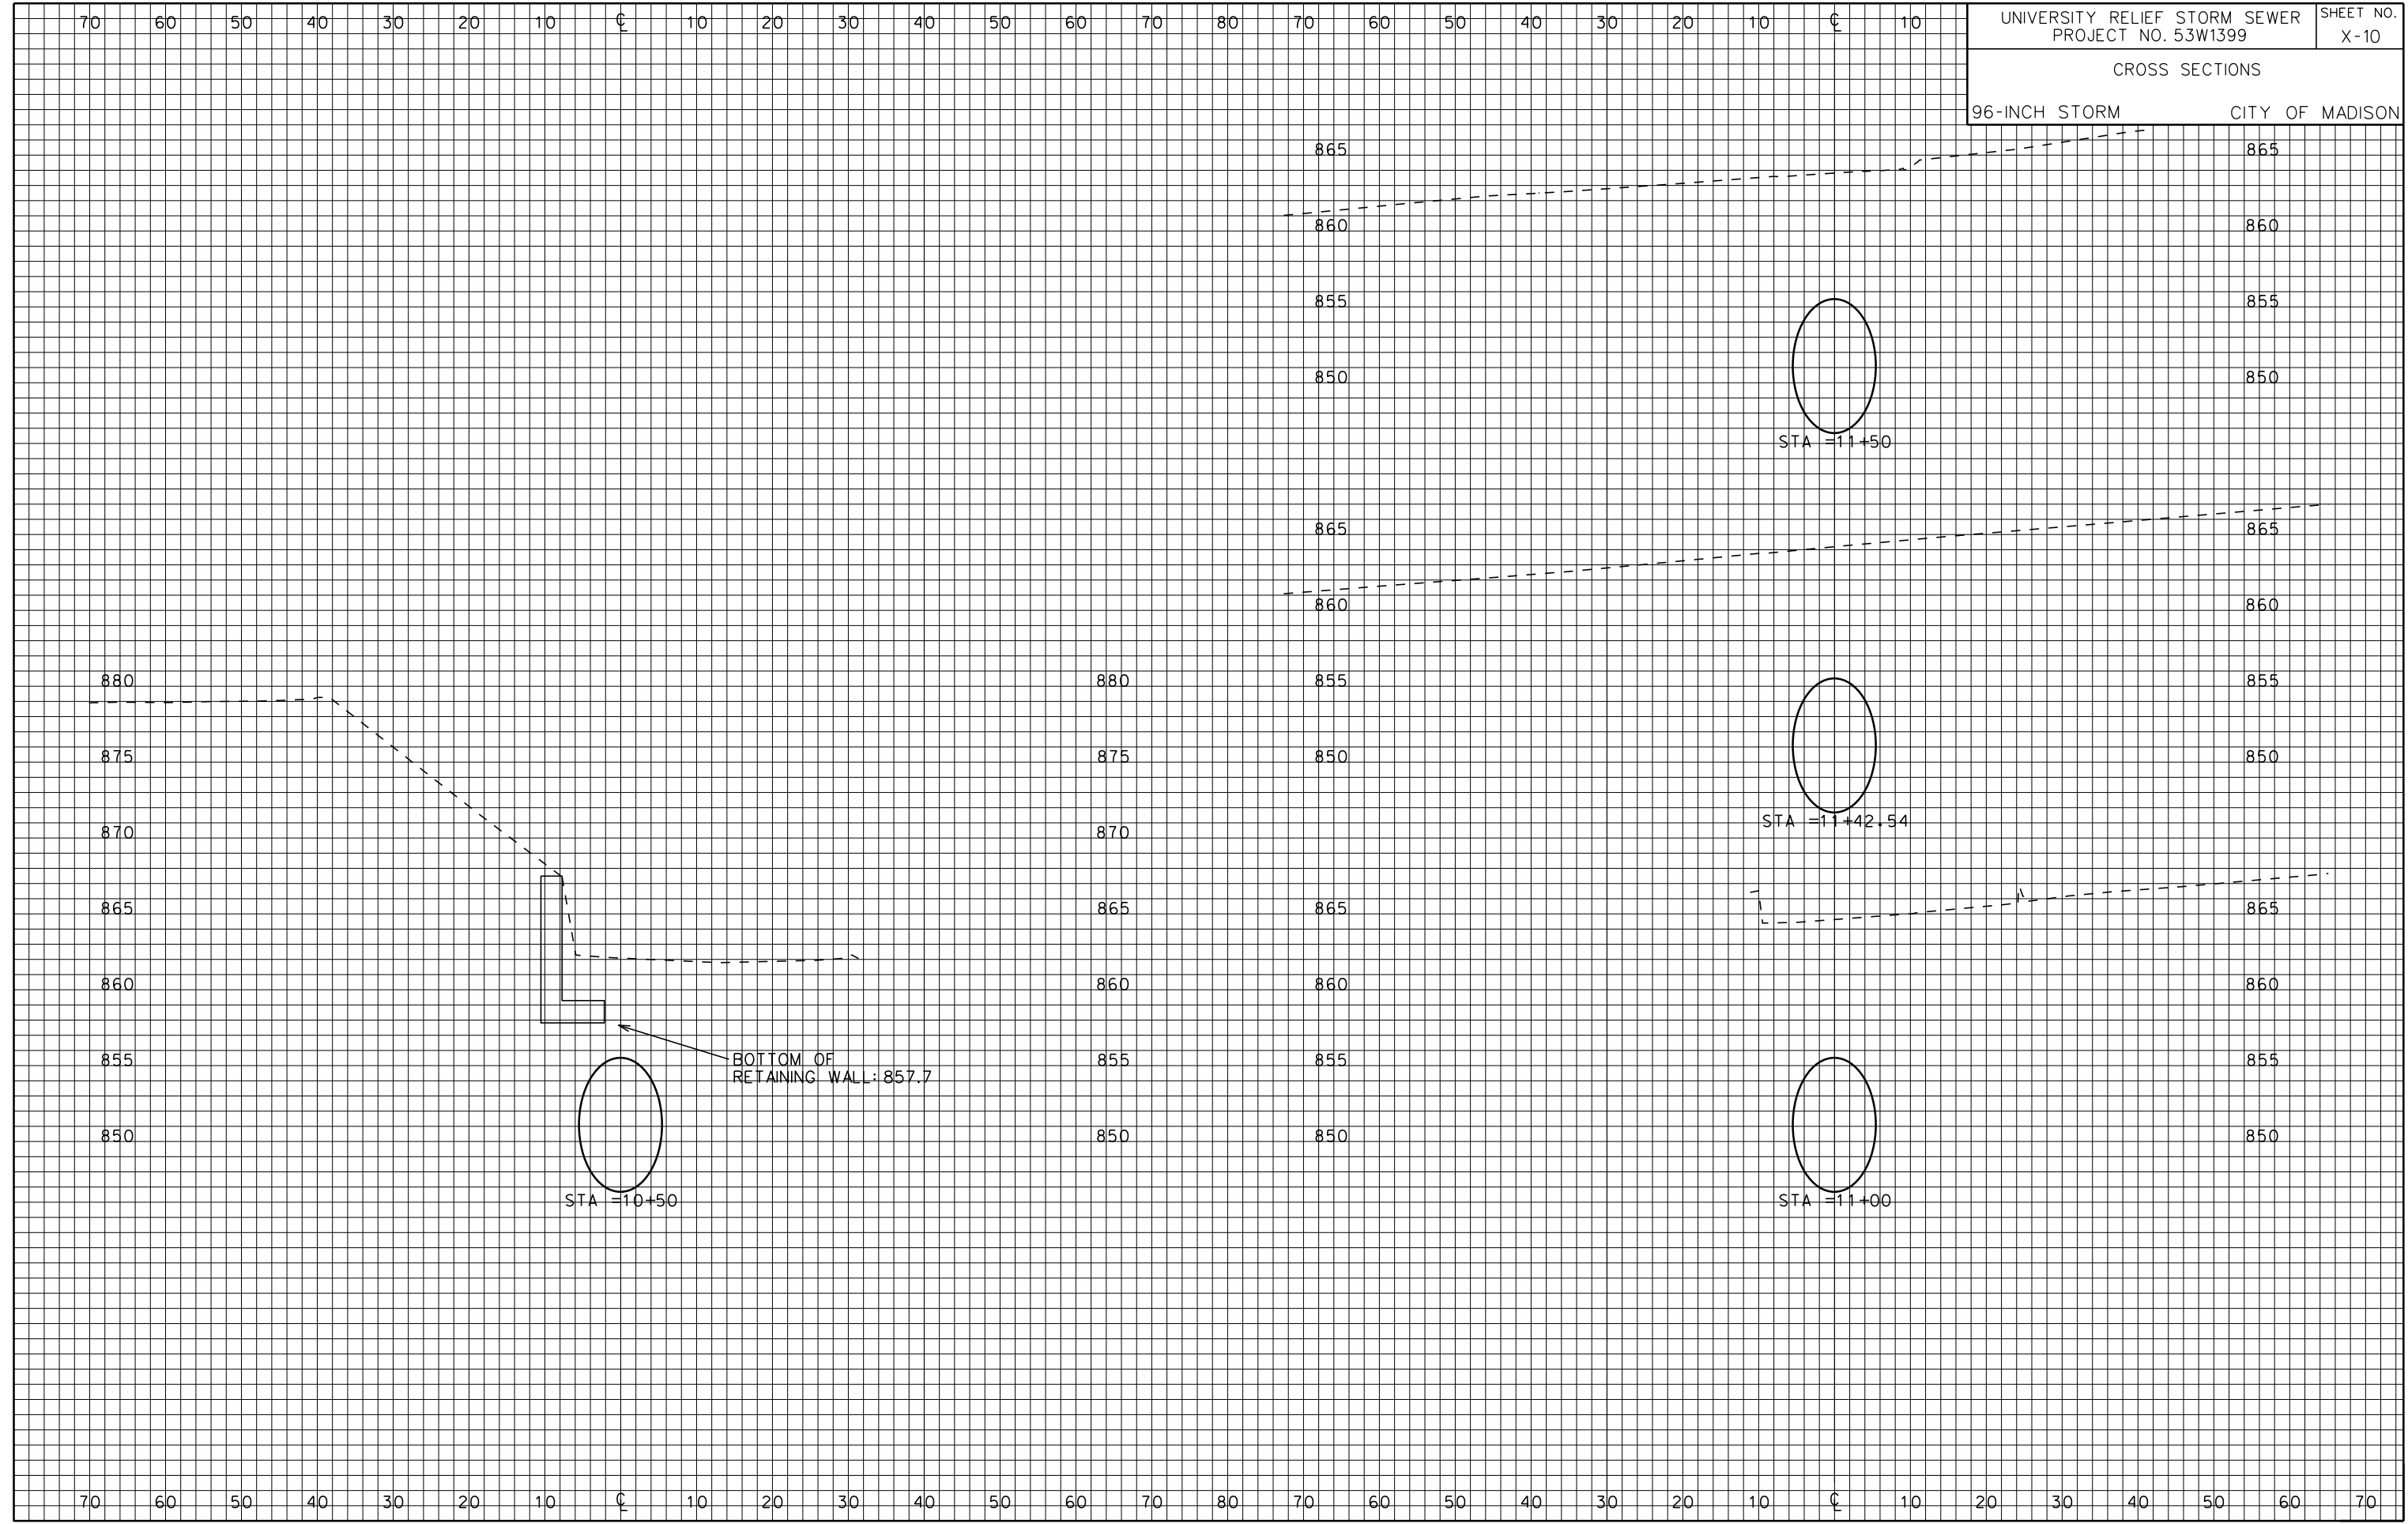 70 60 50 40 30 20 10 ℄ 10 20 30 40 50 60 70 80 70 60 50 40 30 20 10 ℄ 10
UNIVERSITY RELIEF STORM SEWER
PROJECT NO. 53W1399
SHEET NO.
X-10
CROSS SECTIONS
96-INCH STORM CITY OF MADISON
865 865
860 860
855 855
850 850
STA =11+50
865 865
860 860
880 880 855 855
875 875 850 850
870 870
STA =11+42.54
865 865 865 865
860 860 860 860
855 855 855 855
BOTTOM OF
RETAINING WALL: 857.7
850 850 850 850
STA =10+50
STA =11+00
70 60 50 40 30 20 10 ℄ 10 20 30 40 50 60 70 80 70 60 50 40 30 20 10 ℄ 10 20 30 40 50 60 70